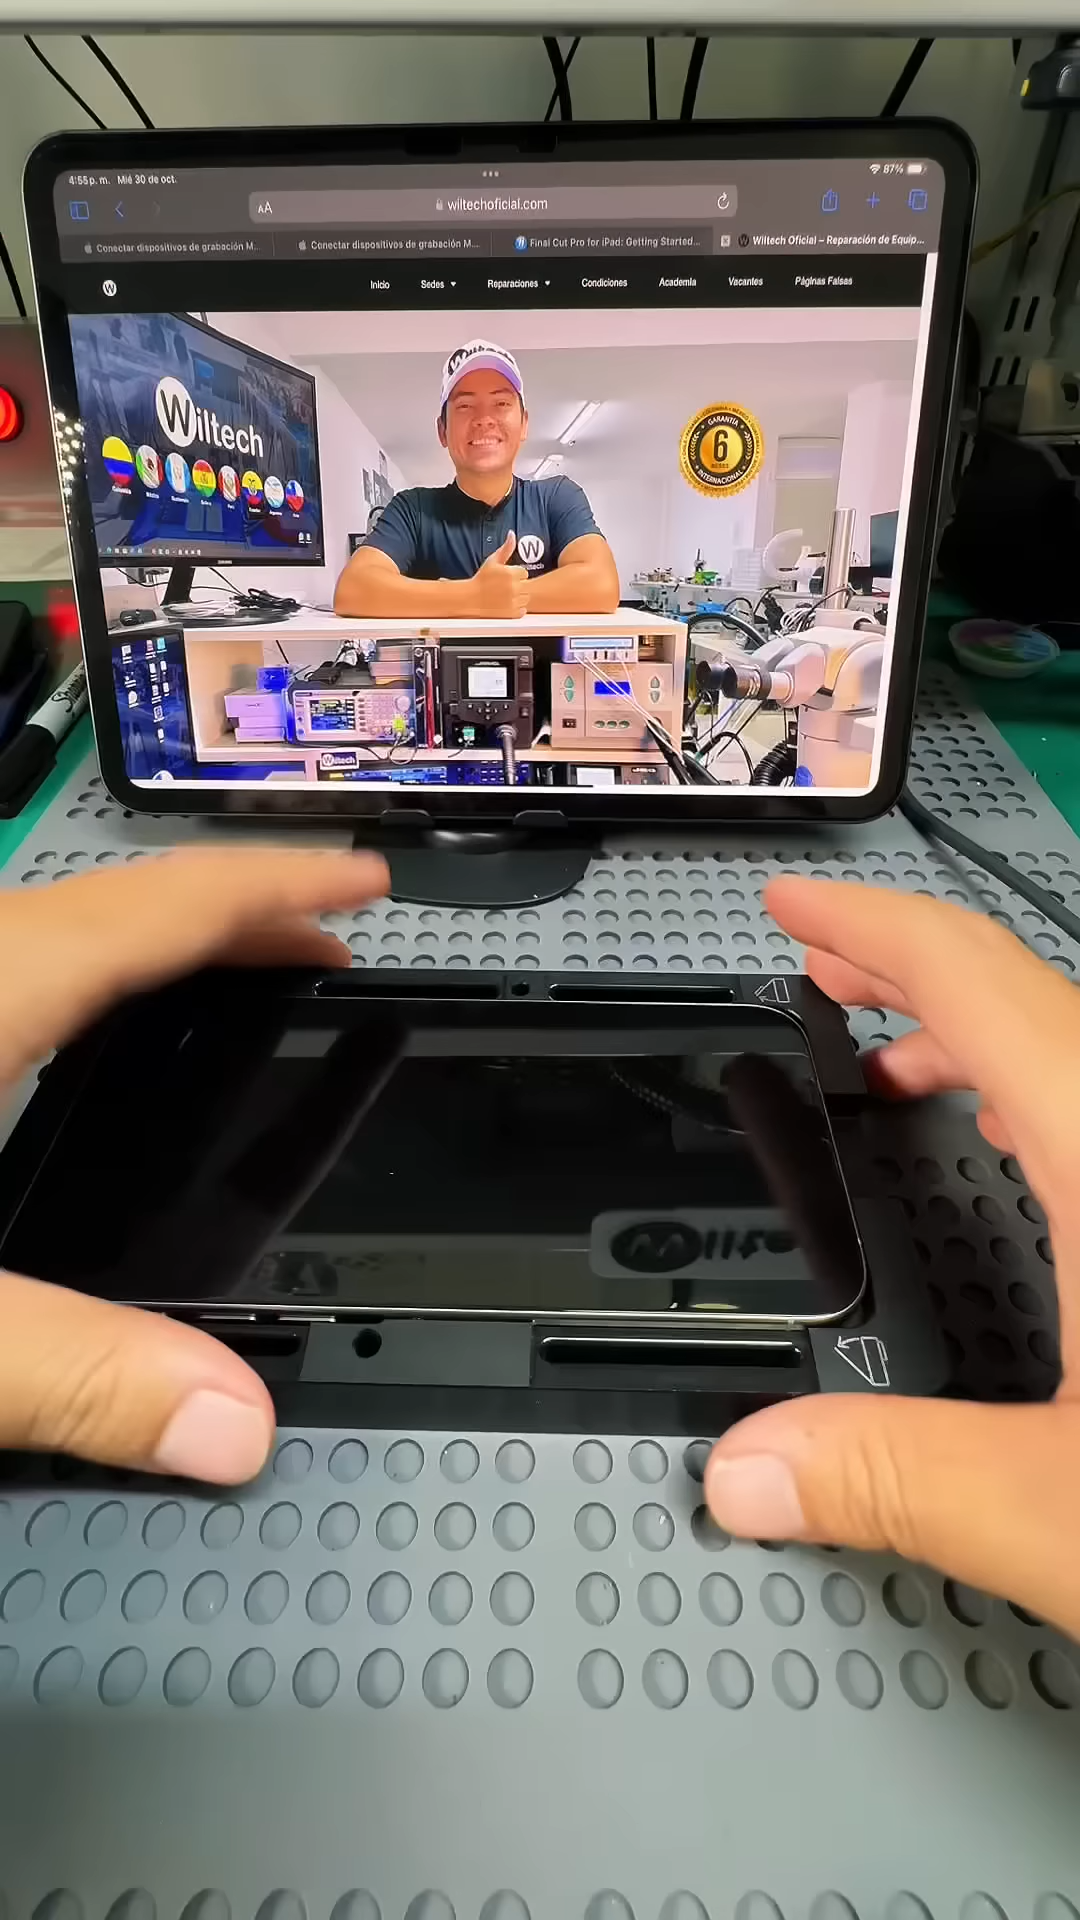 4:55 p. m. Mié 30 de oct.
87%
AA
wiltechoficial.com
Conectar dispositivos de grabación M...
Conectar dispositivos de grabación M...
Final Cut Pro for iPad: Getting Started...
Wiltech Oficial – Reparación de Equip...
W
Inicio
Sedes
Reparaciones
Condiciones
Academia
Vacantes
Páginas Falsas
Wiltech
GARANTÍA
6
MESES
INTERNACIONAL
W
Wiltech
Wiltech